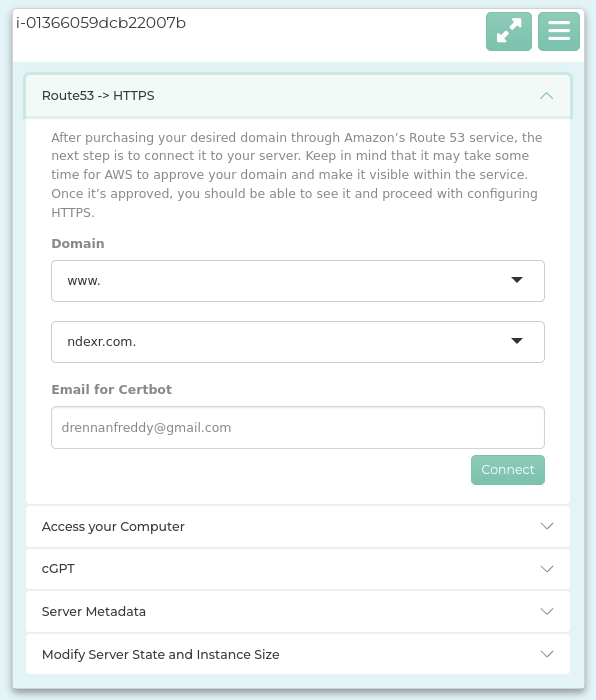 i-01366059dcb22007b
Route53 -> HTTPS
After purchasing your desired domain through Amazon’s Route 53 service, the
next step is to connect it to your server. Keep in mind that it may take some
time for AWS to approve your domain and make it visible within the service.
Once it’s approved, you should be able to see it and proceed with configuring
HTTPS.
Domain
www.
ndexr.com.
Email for Certbot
drennanfreddy@gmail.com
Connect
Access your Computer
cGPT
Server Metadata
Modify Server State and Instance Size